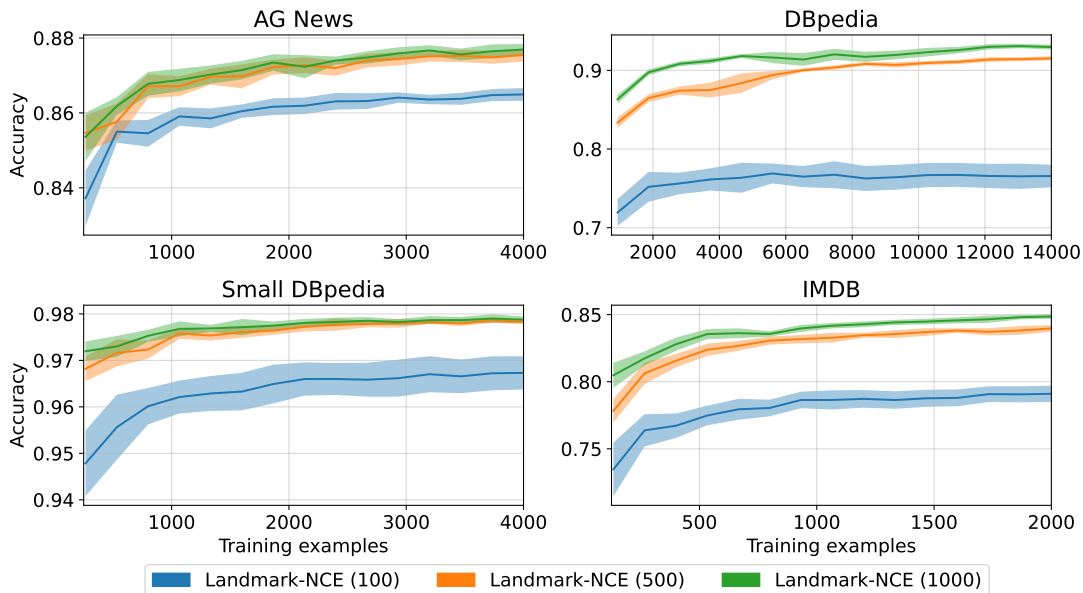 AG News
Accuracy
0.88
0.86
0.84
1000 2000 3000 4000
DBpedia
0.9
0.8
0.7
2000 4000 6000 8000 10000 12000 14000
Small DBpedia
Accuracy
0.98
0.97
0.96
0.95
0.94
1000 2000 3000 4000
Training examples
IMDB
0.85
0.80
0.75
500 1000 1500 2000
Training examples
Landmark-NCE (100) Landmark-NCE (500) Landmark-NCE (1000)